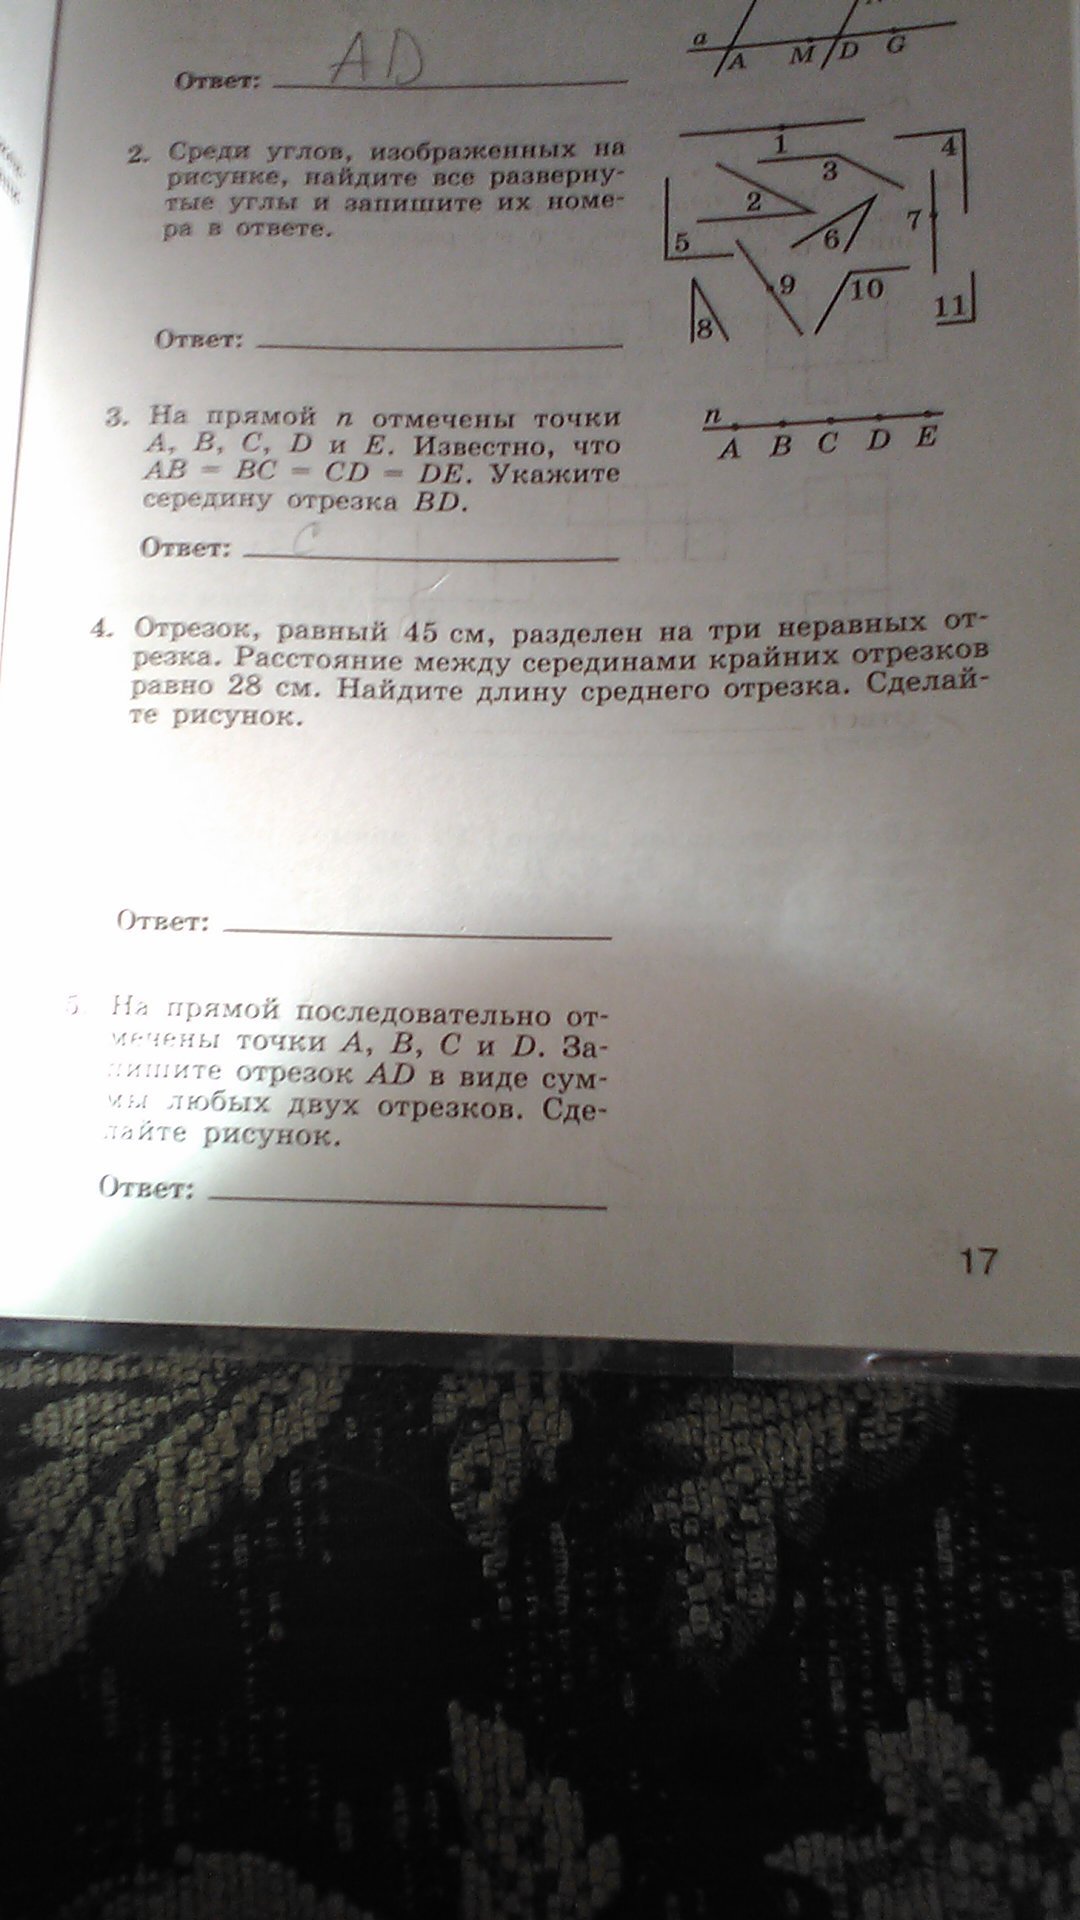 a
A M D G
Ответ: AD
2. Среди углов, изображенных на
рисунке, найдите все разверну-
тые углы и запишите их номе-
ра в ответе.
1
4
3
2
7
6
5
9
10
8
11
Ответ:
3. На прямой n отмечены точки
A, B, C, D и E. Известно, что
AB = BC = CD = DE. Укажите
середину отрезка BD.
n
A B C D E
Ответ: C
4. Отрезок, равный 45 см, разделен на три неравных от-
резка. Расстояние между серединами крайних отрезков
равно 28 см. Найдите длину среднего отрезка. Сделай-
те рисунок.
Ответ:
5. На прямой последовательно от-
мечены точки A, B, C и D. За-
пишите отрезок AD в виде сум-
мы любых двух отрезков. Сде-
лайте рисунок.
Ответ:
17